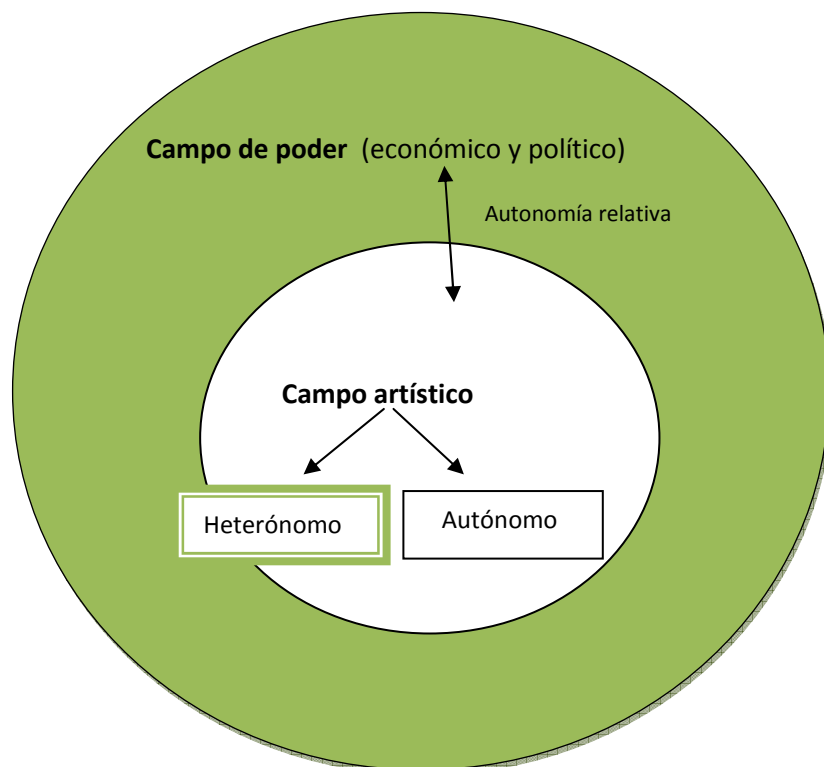 Campo de poder (económico y político)
Autonomía relativa
Campo artístico
Heterónomo
Autónomo